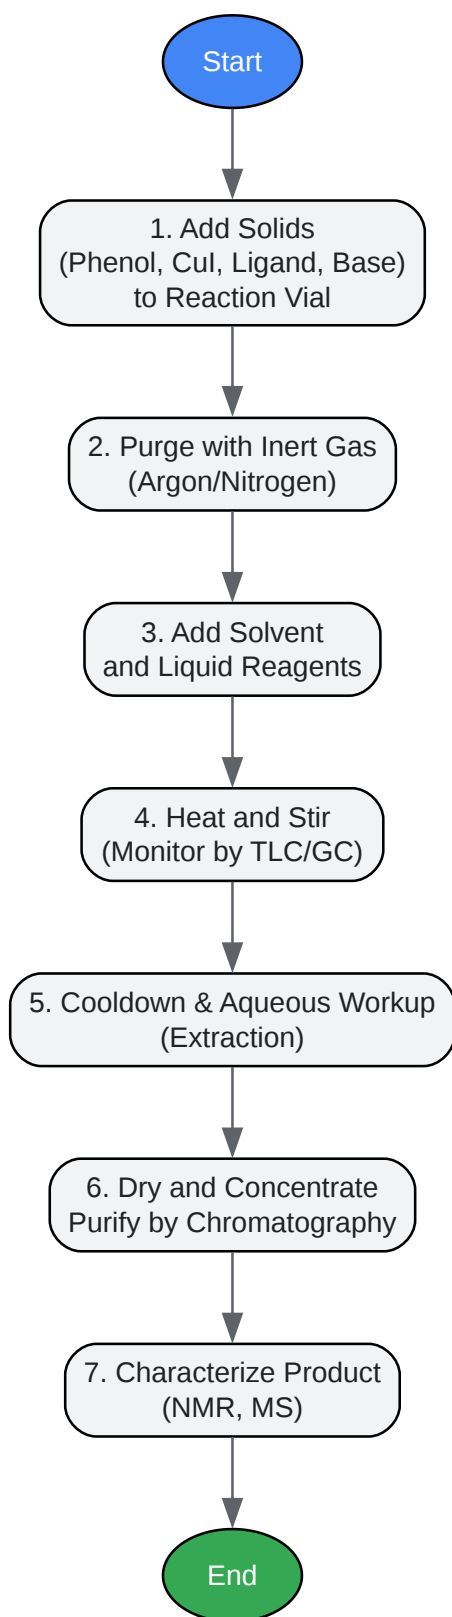 Start
1. Add Solids
(Phenol, CuI, Ligand, Base)
to Reaction Vial
2. Purge with Inert Gas
(Argon/Nitrogen)
3. Add Solvent
and Liquid Reagents
4. Heat and Stir
(Monitor by TLC/GC)
5. Cooldown & Aqueous Workup
(Extraction)
6. Dry and Concentrate
Purify by Chromatography
7. Characterize Product
(NMR, MS)
End